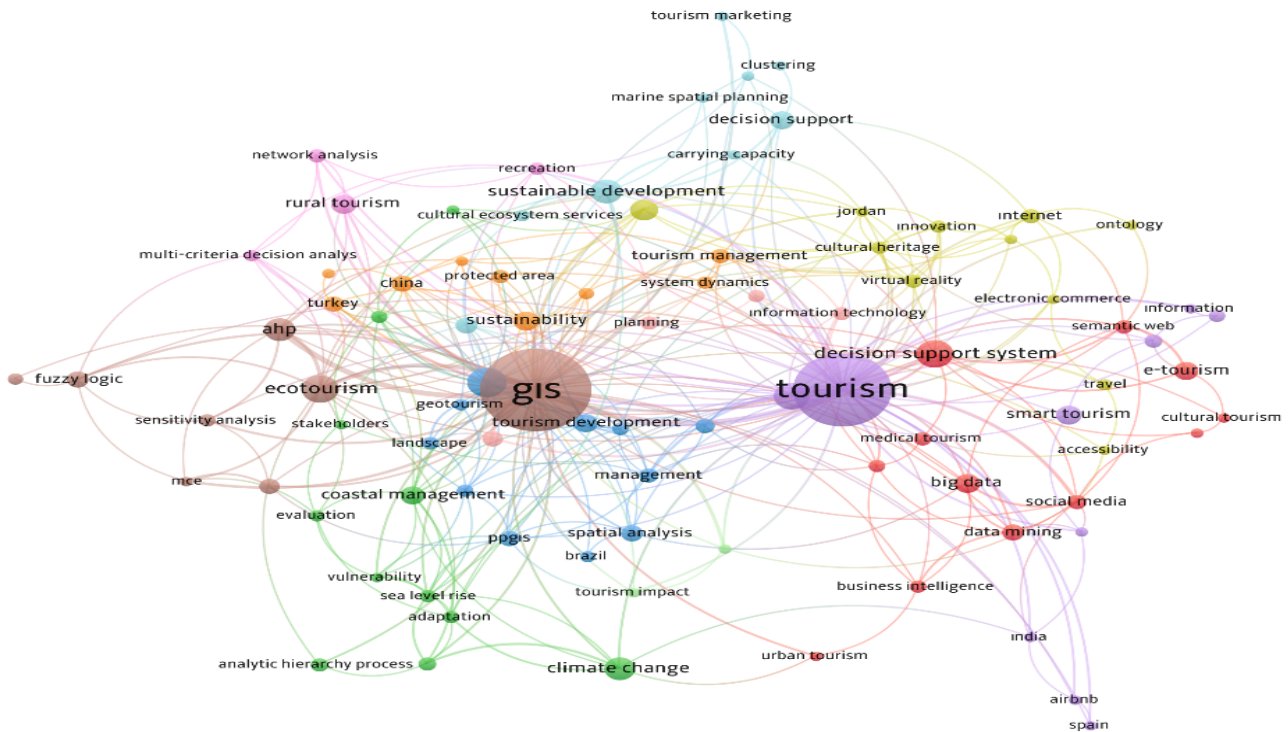 tourism marketing
clustering
marine spatial planning
decision support
network analysis
carrying capacity
recreation
sustainable development
rural tourism
cultural ecosystem services
jordan
innovation
internet
ontology
cultural heritage
multi-criteria decision analys
tourism management
protected area
china
system dynamics
virtual reality
turkey
electronic commerce
information
sustainability
planning
information technology
semantic web
ahp
decision support system
e-tourism
fuzzy logic
ecotourism
gis
tourism
travel
geotourism
smart tourism
cultural tourism
sensitivity analysis
stakeholders
tourism development
landscape
medical tourism
accessibility
management
mce
coastal management
big data
social media
evaluation
ppgis
spatial analysis
data mining
brazil
vulnerability
tourism impact
business intelligence
sea level rise
adaptation
india
urban tourism
analytic hierarchy process
climate change
airbnb
spain